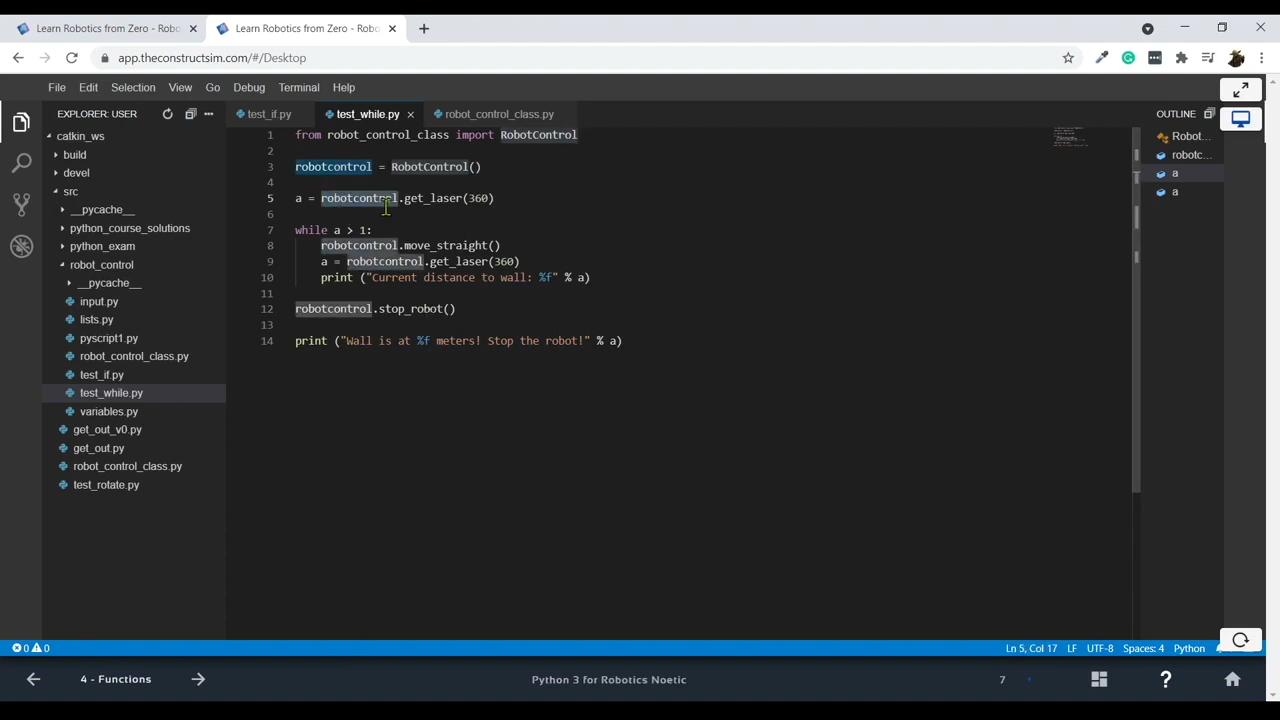 Learn Robotics from Zero - Robo
Learn Robotics from Zero - Robo
app.theconstructsim.com/#/Desktop
File Edit Selection View Go Debug Terminal Help
EXPLORER: USER
catkin_ws
build
devel
src
__pycache__
python_course_solutions
python_exam
robot_control
__pycache__
input.py
lists.py
pyscript1.py
robot_control_class.py
test_if.py
test_while.py
variables.py
get_out_v0.py
get_out.py
robot_control_class.py
test_rotate.py
test_if.py test_while.py robot_control_class.py
1 from robot_control_class import RobotControl
2
3 robotcontrol = RobotControl()
4
5 a = robotcontrol.get_laser(360)
6
7 while a > 1:
8 robotcontrol.move_straight()
9 a = robotcontrol.get_laser(360)
10 print ("Current distance to wall: %f" % a)
11
12 robotcontrol.stop_robot()
13
14 print ("Wall is at %f meters! Stop the robot!" % a)
OUTLINE
Robot...
robotc...
a
a
0 0 Ln 5, Col 17 LF UTF-8 Spaces: 4 Python
4 - Functions Python 3 for Robotics Noetic 7 ?